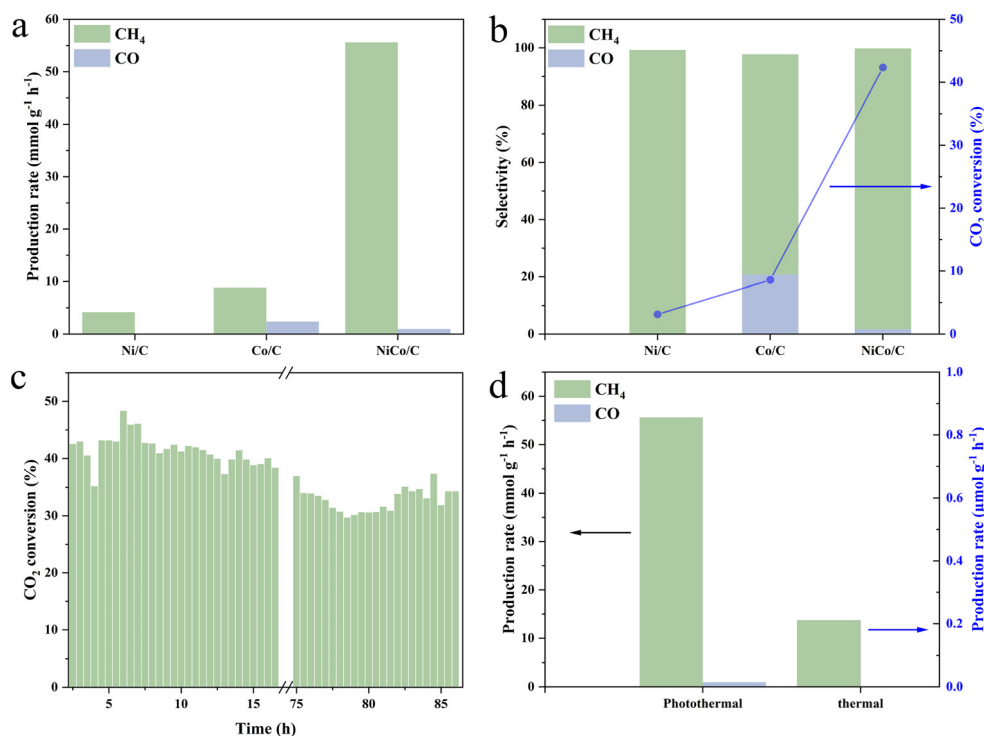 a
CH₄
CO
Production rate (mmol g⁻¹ h⁻¹)
60
50
40
30
20
10
0
Ni/C
Co/C
NiCo/C
b
CH₄
CO
Selectivity (%)
100
80
60
40
20
0
Ni/C
Co/C
NiCo/C
50
40
30
20
10
0
CO₂ conversion (%)
c
CO₂ conversion (%)
50
40
30
20
10
0
5
10
15
75
80
85
Time (h)
d
CH₄
CO
Production rate (mmol g⁻¹ h⁻¹)
60
50
40
30
20
10
0
Photothermal
thermal
1.0
0.8
0.6
0.4
0.2
0.0
Production rate (μmol g⁻¹ h⁻¹)